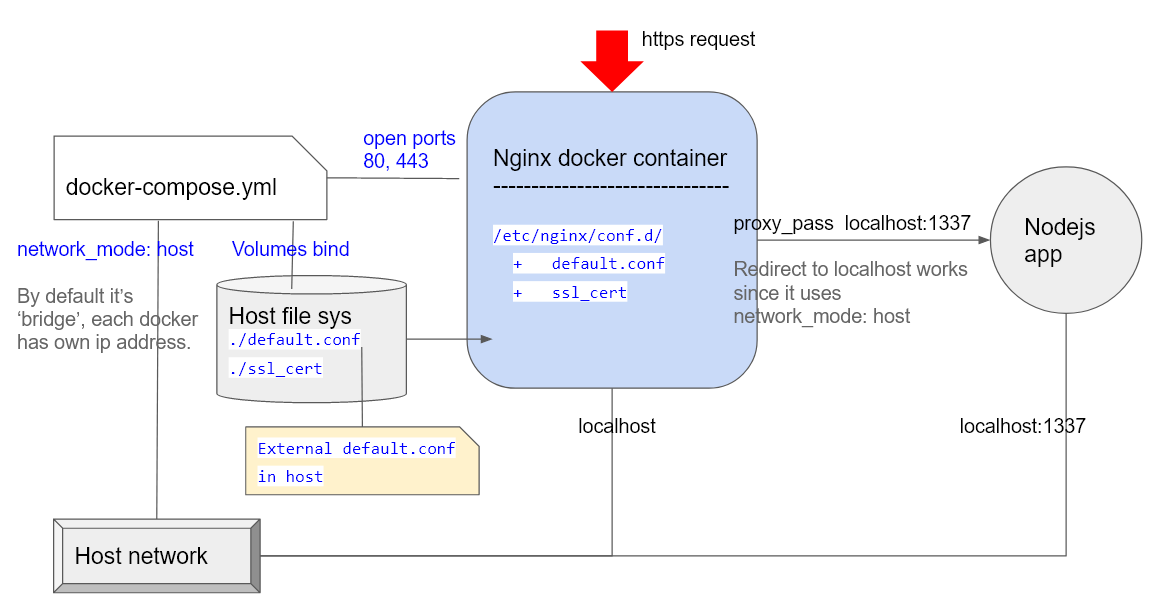 https request
open ports
80, 443
Nginx docker container
-------------------------------
docker-compose.yml
network_mode: host
Volumes bind
/etc/nginx/conf.d/
+ default.conf
+ ssl_cert
proxy_pass localhost:1337
Nodejs
app
Redirect to localhost works
since it uses
network_mode: host
By default it’s
‘bridge’, each docker
has own ip address.
Host file sys
./default.conf
./ssl_cert
External default.conf
in host
localhost
localhost:1337
Host network